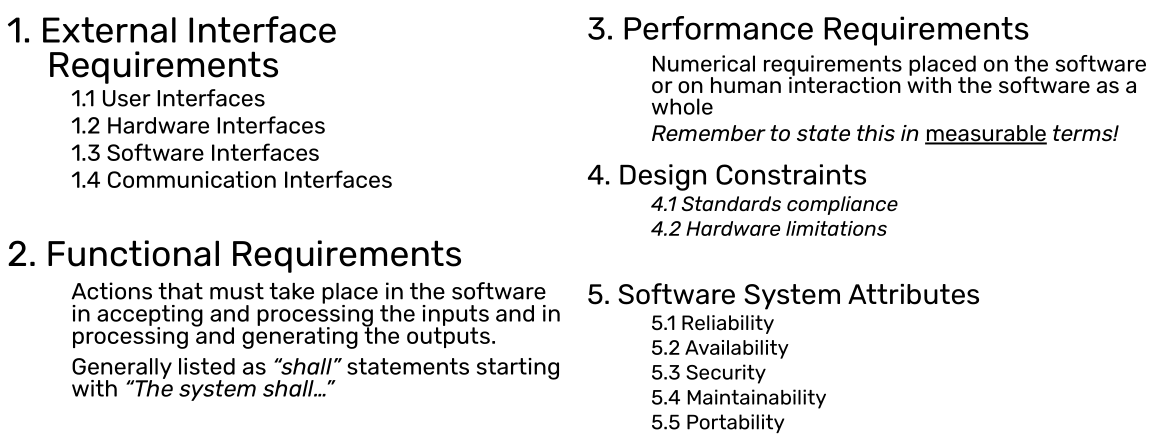 1. External Interface
Requirements
1.1 User Interfaces
1.2 Hardware Interfaces
1.3 Software Interfaces
1.4 Communication Interfaces
2. Functional Requirements
Actions that must take place in the software
in accepting and processing the inputs and in
processing and generating the outputs.
Generally listed as “shall” statements starting
with “The system shall…”
3. Performance Requirements
Numerical requirements placed on the software
or on human interaction with the software as a
whole
Remember to state this in measurable terms!
4. Design Constraints
4.1 Standards compliance
4.2 Hardware limitations
5. Software System Attributes
5.1 Reliability
5.2 Availability
5.3 Security
5.4 Maintainability
5.5 Portability